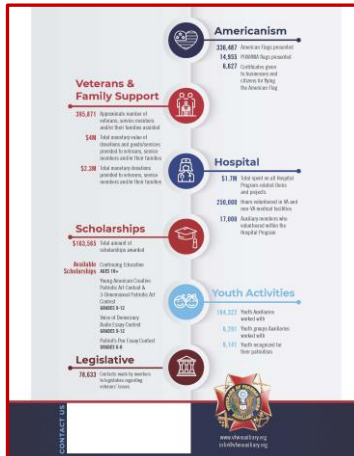 Americanism
336,467 American Flags presented
14,955 POW/MIA Flags presented
6,627 Certificates given
to businesses and
citizens for flying
the American Flag
Veterans &
Family Support
365,871 Approximate number of
veterans, service members
and/or their families assisted
$4M Total monetary value of
donations and goods/services
provided to veterans, service
members and/or their families
$2.3M Total monetary donations
provided to veterans, service
members and/or their families
Hospital
$1.7M Total spent on all Hospital
Program-related items
and projects
250,000 Hours volunteered in VA and
non-VA medical facilities
17,000 Auxiliary members who
volunteered within the
Hospital Program
Scholarships
$163,565 Total amount of
scholarships awarded
Available
Scholarships
Continuing Education
AGES 18+
Young American Creative
Patriotic Art Contest &
3-Dimensional Patriotic Art
Contest
GRADES 9-12
Voice of Democracy
Audio Essay Contest
GRADES 9-12
Patriot's Pen Essay Contest
GRADES 6-8
Youth Activities
Youth Auxiliaries
worked with
Youth groups Auxiliaries
worked with
Youth recognized for
their patriotism
Legislative
78,633 Contacts made by members
to legislators regarding
veterans' issues
CONTACT US
www.vfwauxiliary.org
info@vfwauxiliary.org